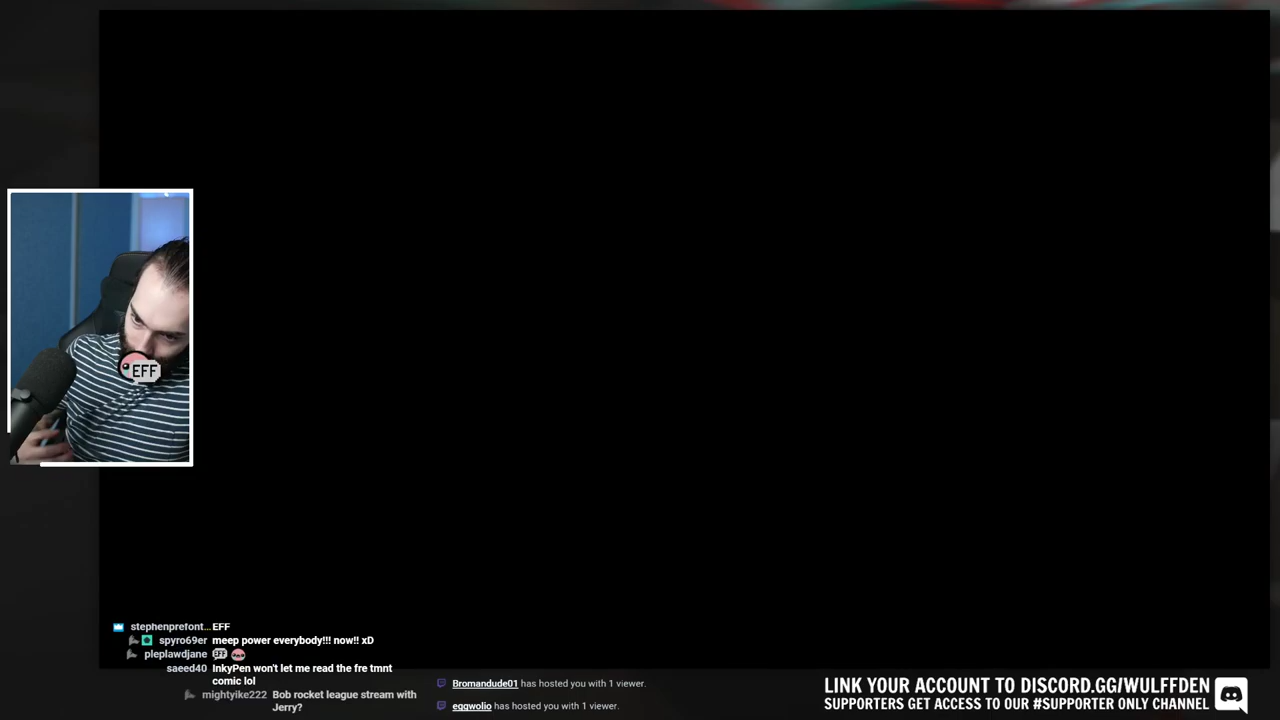 EFF
stephenprefont... EFF
spyro69er meep power everybody!!! now!! xD
pleplawdjane EFF
saeed40 InkyPen won't let me read the fre tmnt
comic lol
mightyike222 Bob rocket league stream with
Jerry?
Bromandude01 has hosted you with 1 viewer.
eggwolio has hosted you with 1 viewer.
LINK YOUR ACCOUNT TO DISCORD.GG/WULFFDEN
SUPPORTERS GET ACCESS TO OUR #SUPPORTER ONLY CHANNEL